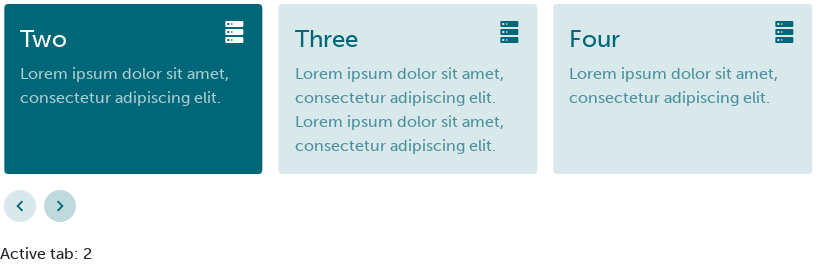 Two
Lorem ipsum dolor sit amet,
consectetur adipiscing elit.
Three
Lorem ipsum dolor sit amet,
consectetur adipiscing elit.
Lorem ipsum dolor sit amet,
consectetur adipiscing elit.
Four
Lorem ipsum dolor sit amet,
consectetur adipiscing elit.
Active tab: 2